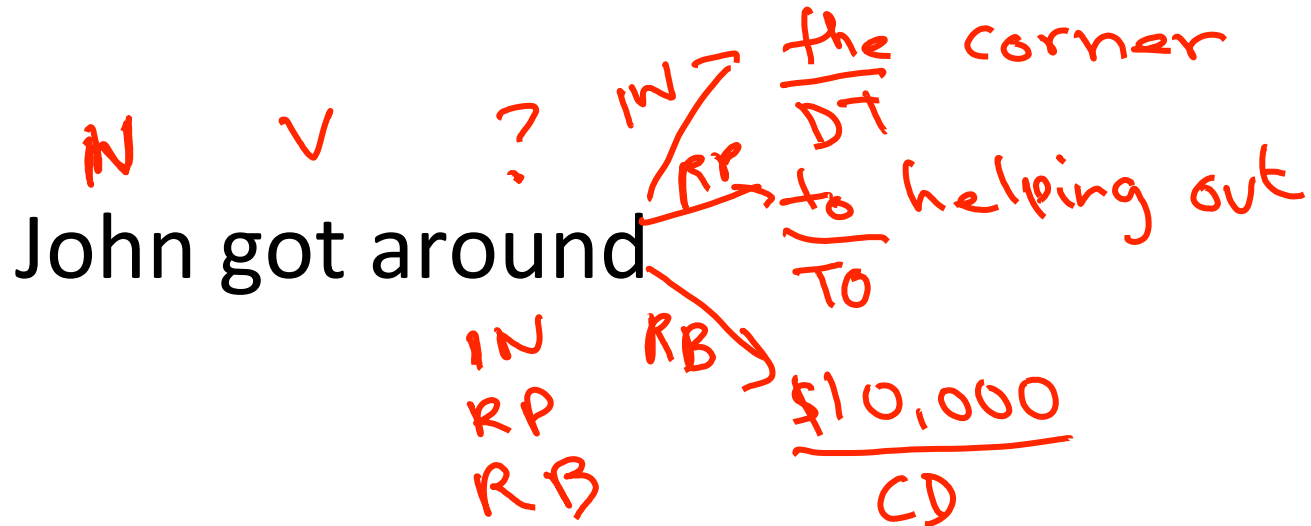 the corner
IN
DT
N V ?
RP
to helping out
John got around
TO
IN
RB
$10,000
RP
RB
CD